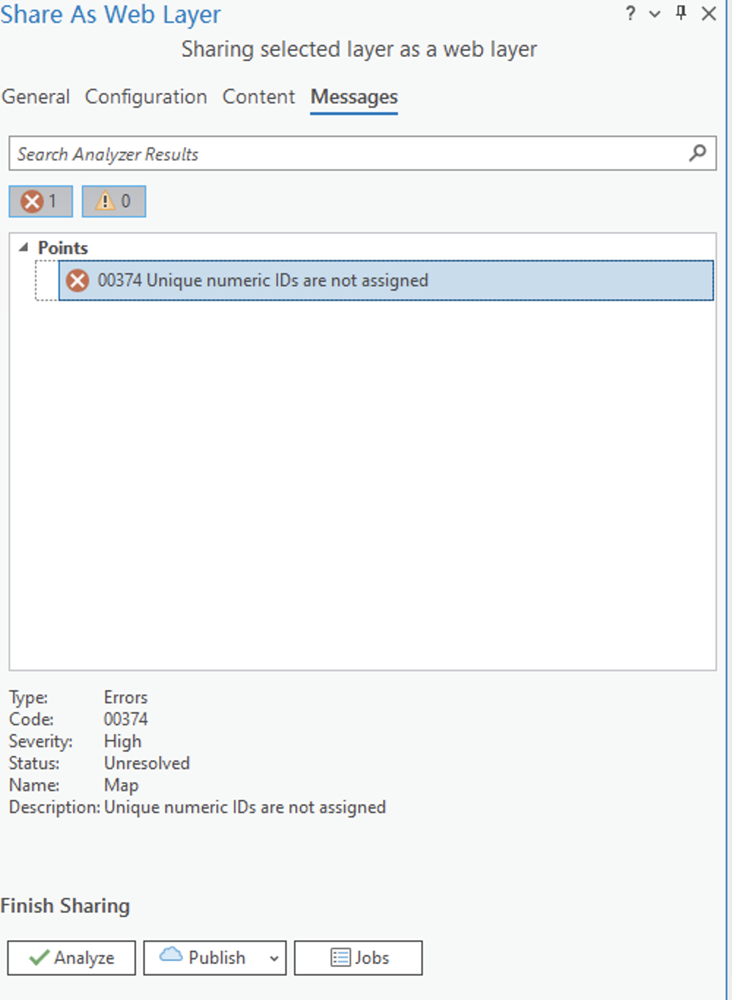 Share As Web Layer
?
Sharing selected layer as a web layer
General Configuration Content Messages
Search Analyzer Results
1 0
Points
00374 Unique numeric IDs are not assigned
Type: Errors
Code: 00374
Severity: High
Status: Unresolved
Name: Map
Description: Unique numeric IDs are not assigned
Finish Sharing
Analyze Publish Jobs